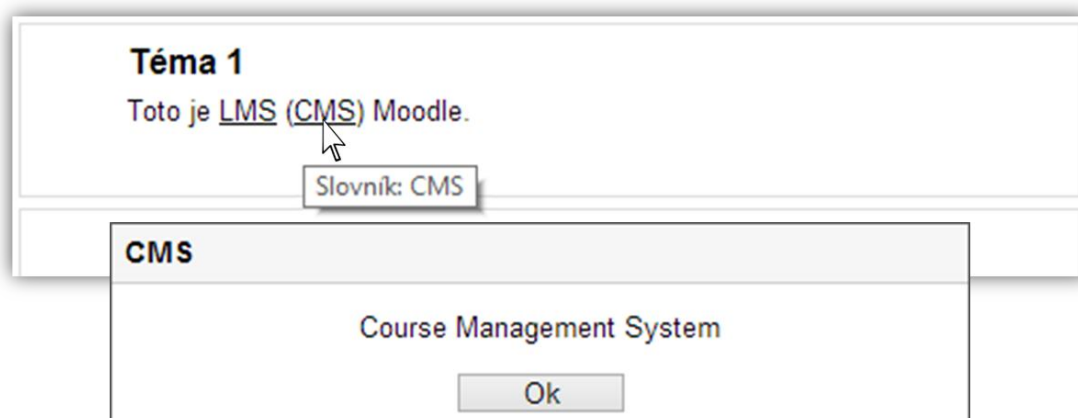 Téma 1
Toto je LMS (CMS) Moodle.
Slovník: CMS
CMS
Course Management System
Ok